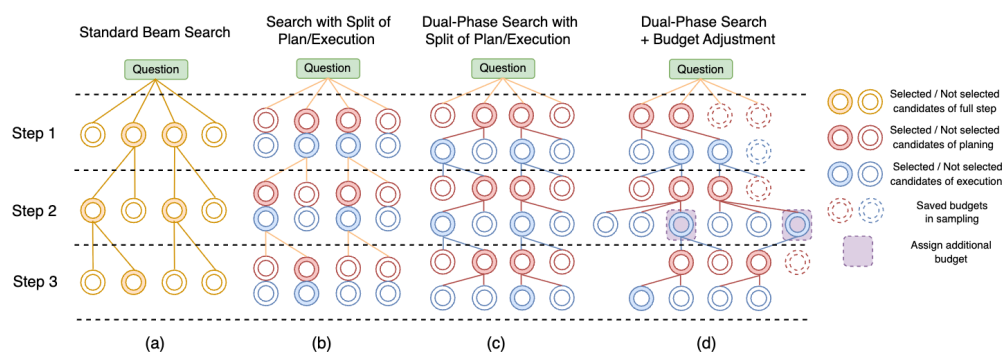 Standard Beam Search
Search with Split of
Plan/Execution
Dual-Phase Search with
Split of Plan/Execution
Dual-Phase Search
+ Budget Adjustment
Question
Question
Question
Question
Step 1
Step 2
Step 3
Selected / Not selected
candidates of full step
Selected / Not selected
candidates of planing
Selected / Not selected
candidates of execution
Saved budgets
in sampling
Assign additional
budget
(a)
(b)
(c)
(d)